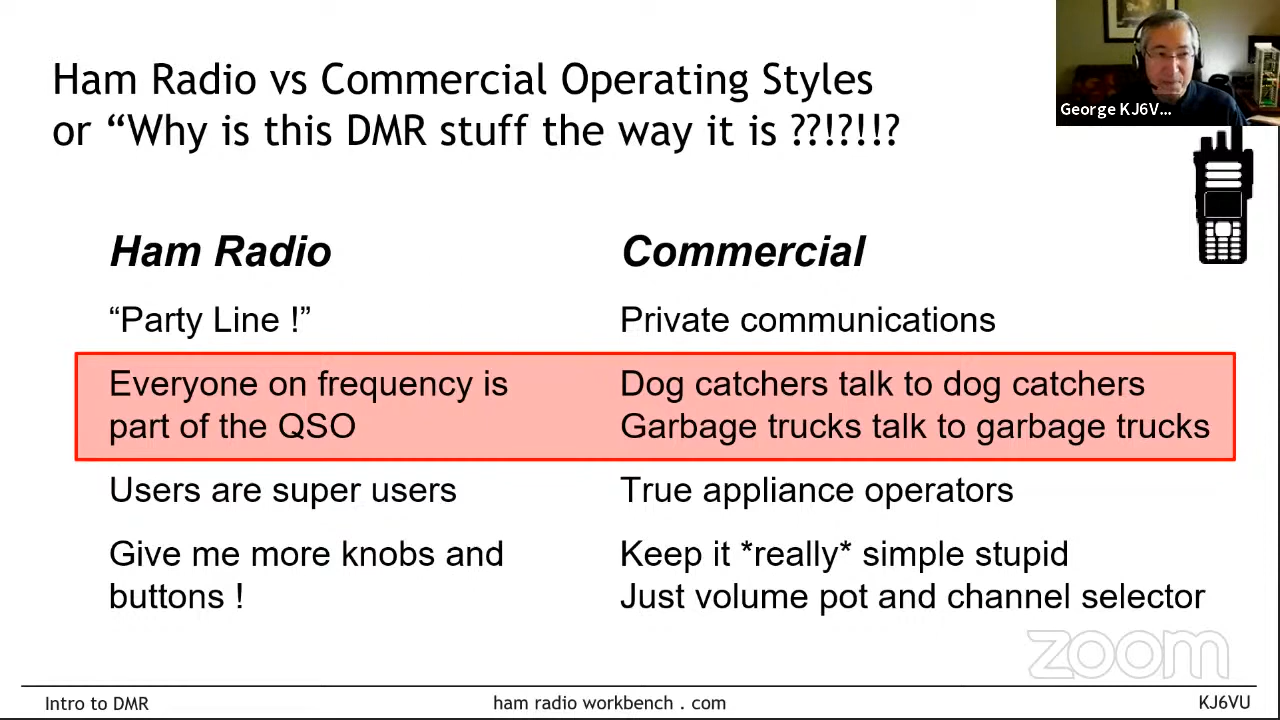 Ham Radio vs Commercial Operating Styles
or “Why is this DMR stuff the way it is ??!?!!?
George KJ6V...
Ham Radio
Commercial
“Party Line !”
Private communications
Everyone on frequency is
part of the QSO
Dog catchers talk to dog catchers
Garbage trucks talk to garbage trucks
Users are super users
True appliance operators
Give me more knobs and
buttons !
Keep it *really* simple stupid
Just volume pot and channel selector
zoom
Intro to DMR
ham radio workbench . com
KJ6VU